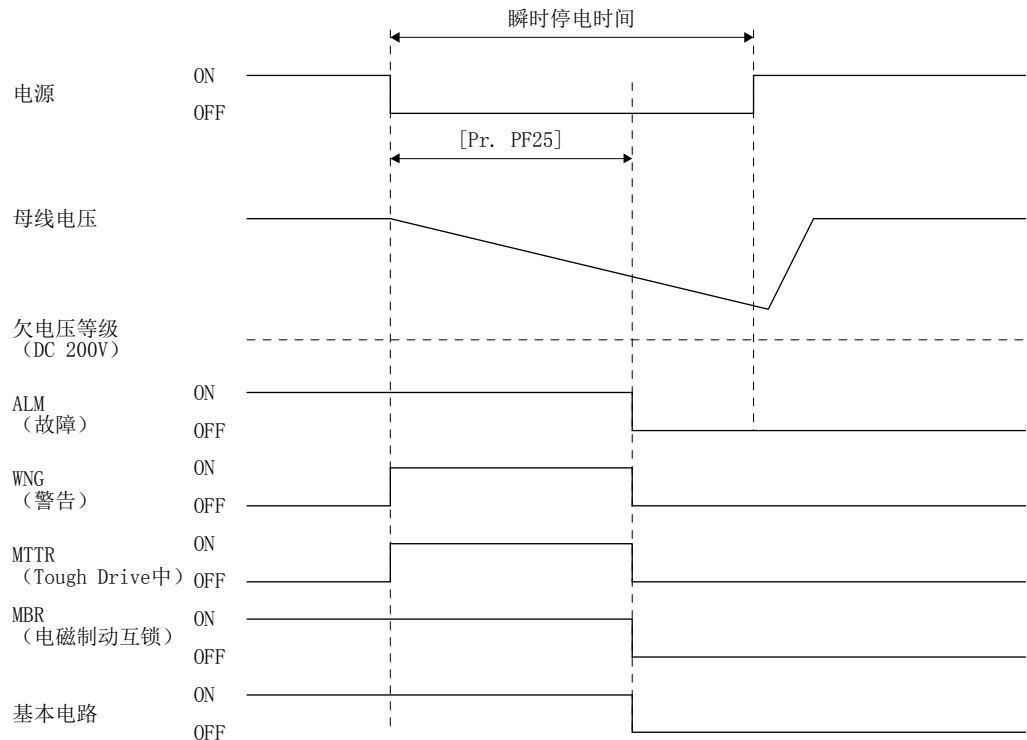 瞬时停电时间
电源
ON
OFF
[Pr. PF25]
母线电压
欠电压等级
（DC 200V）
ALM
（故障）
ON
OFF
WNG
（警告）
ON
OFF
MTTR
（Tough Drive中）
ON
OFF
MBR
（电磁制动互锁）
ON
OFF
基本电路
ON
OFF